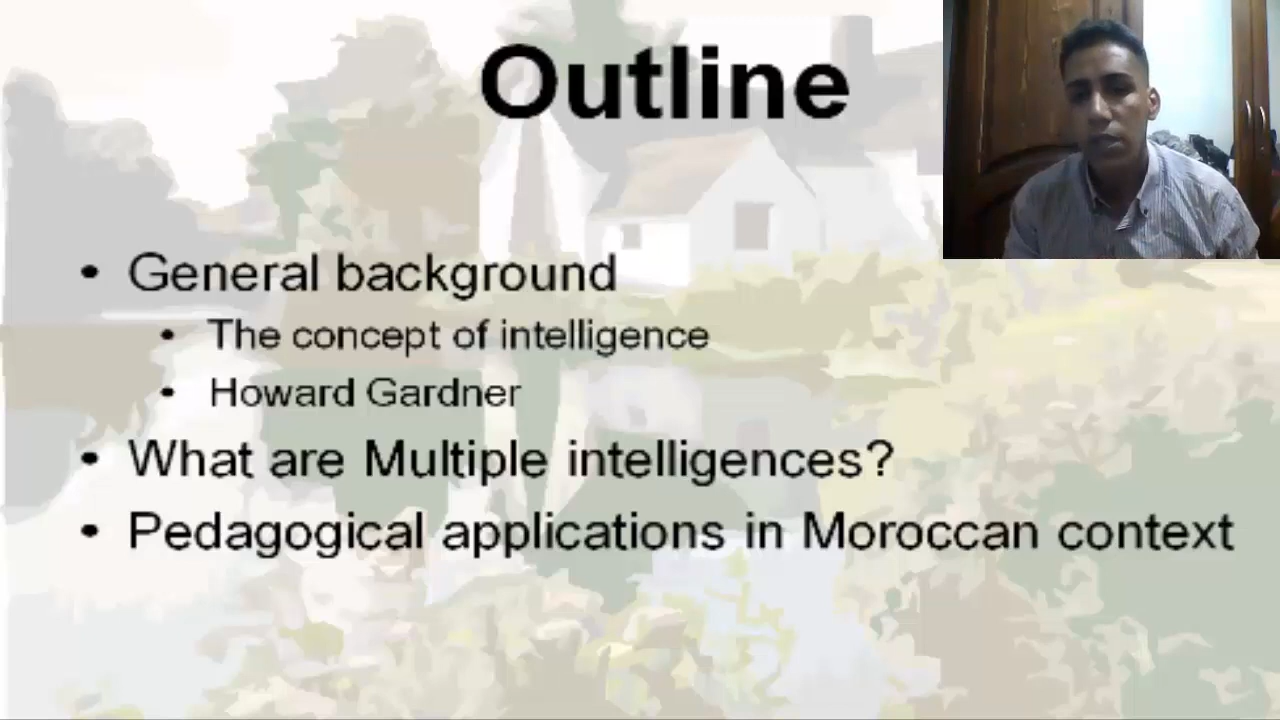 Outline
• General background
• The concept of intelligence
• Howard Gardner
• What are Multiple intelligences?
• Pedagogical applications in Moroccan context